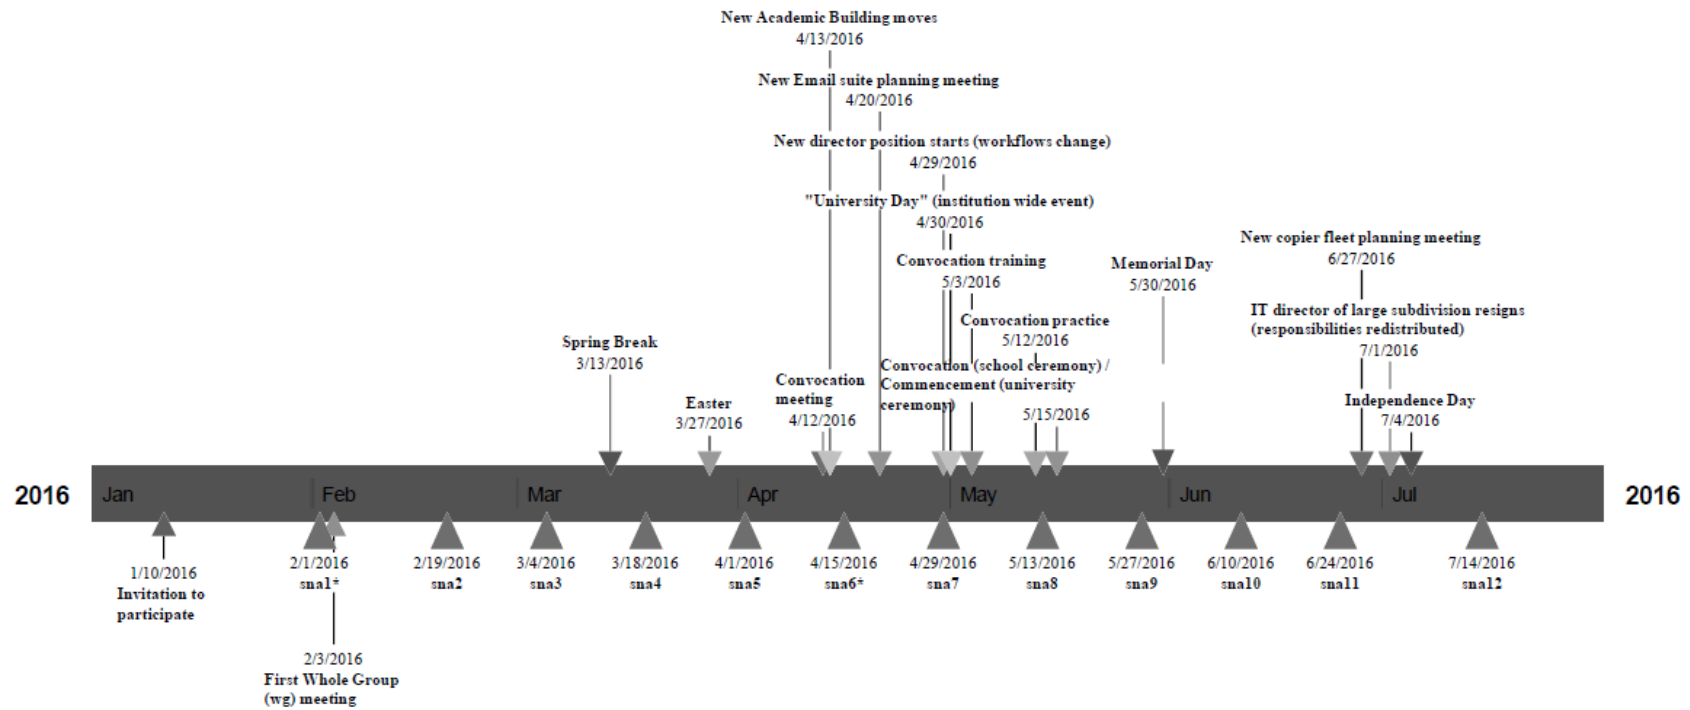 New Academic Building moves
4/13/2016
New Email suite planning meeting
4/20/2016
New director position starts (workflows change)
4/29/2016
"University Day" (institution wide event)
4/30/2016
Convocation training
5/3/2016
Memorial Day
5/30/2016
New copier fleet planning meeting
6/27/2016
IT director of large subdivision resigns
(responsibilities redistributed)
7/1/2016
Convocation practice
5/12/2016
Spring Break
3/13/2016
Convocation (school ceremony) /
Commencement (university
ceremony)
5/15/2016
Convocation
meeting
4/12/2016
Easter
3/27/2016
Independence Day
7/4/2016
2016 Jan Feb Mar Apr May Jun Jul 2016
1/10/2016
Invitation to
participate
2/1/2016
sna1*
2/19/2016
sna2
3/4/2016
sna3
3/18/2016
sna4
4/1/2016
sna5
4/15/2016
sna6*
4/29/2016
sna7
5/13/2016
sna8
5/27/2016
sna9
6/10/2016
sna10
6/24/2016
sna11
7/14/2016
sna12
2/3/2016
First Whole Group
(wg) meeting